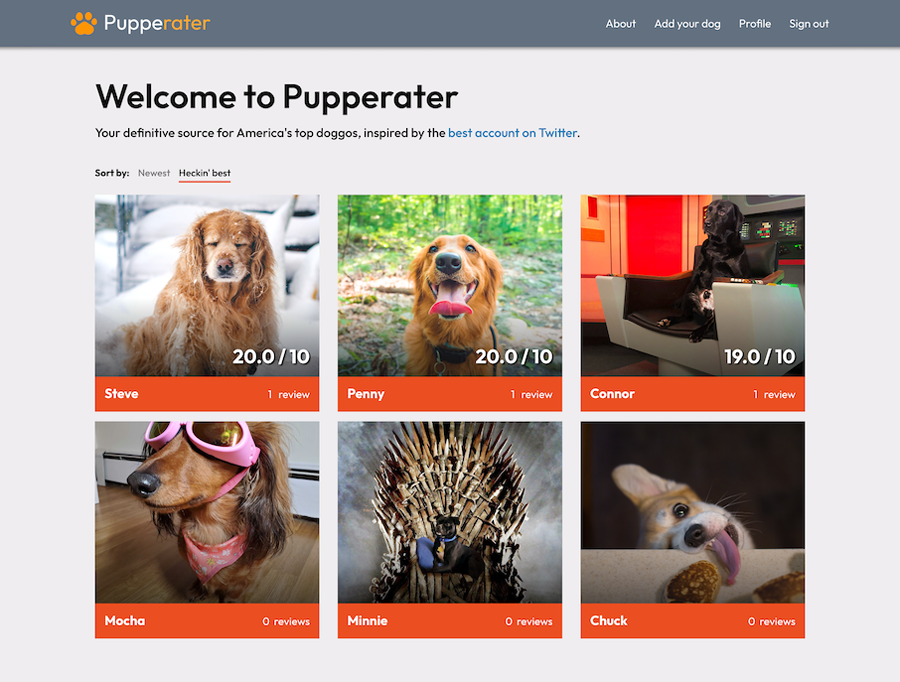 Pupperater
About Add your dog Profile Sign out
Welcome to Pupperater
Your definitive source for America's top doggos, inspired by the best account on Twitter.
Sort by: Newest Heckin' best
20.0 / 10
20.0 / 10
19.0 / 10
Steve 1 review
Penny 1 review
Connor 1 review
Mocha 0 reviews
Minnie 0 reviews
Chuck 0 reviews